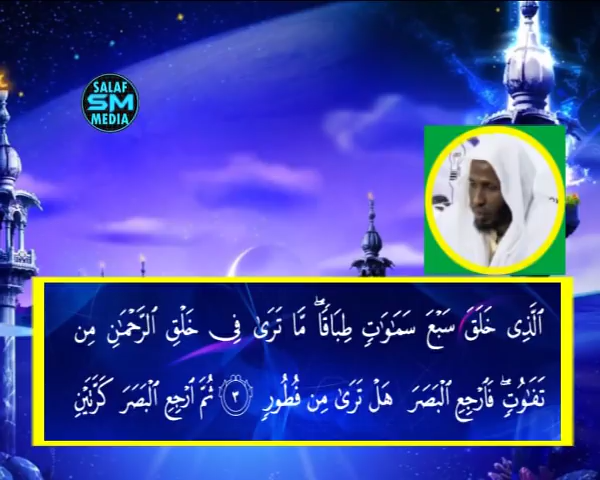 SALAF
SM
MEDIA
ٱلَّذِى خَلَقَ سَبْعَ سَمَٰوَٰتٍ طِبَاقًا ۖ مَّا تَرَىٰ فِى خَلْقِ ٱلرَّحْمَٰنِ مِن
تَفَٰوُتٍ ۖ فَٱرْجِعِ ٱلْبَصَرَ هَلْ تَرَىٰ مِن فُطُورٍ ٣ ثُمَّ ٱرْجِعِ ٱلْبَصَرَ كَرَّتَيْنِ